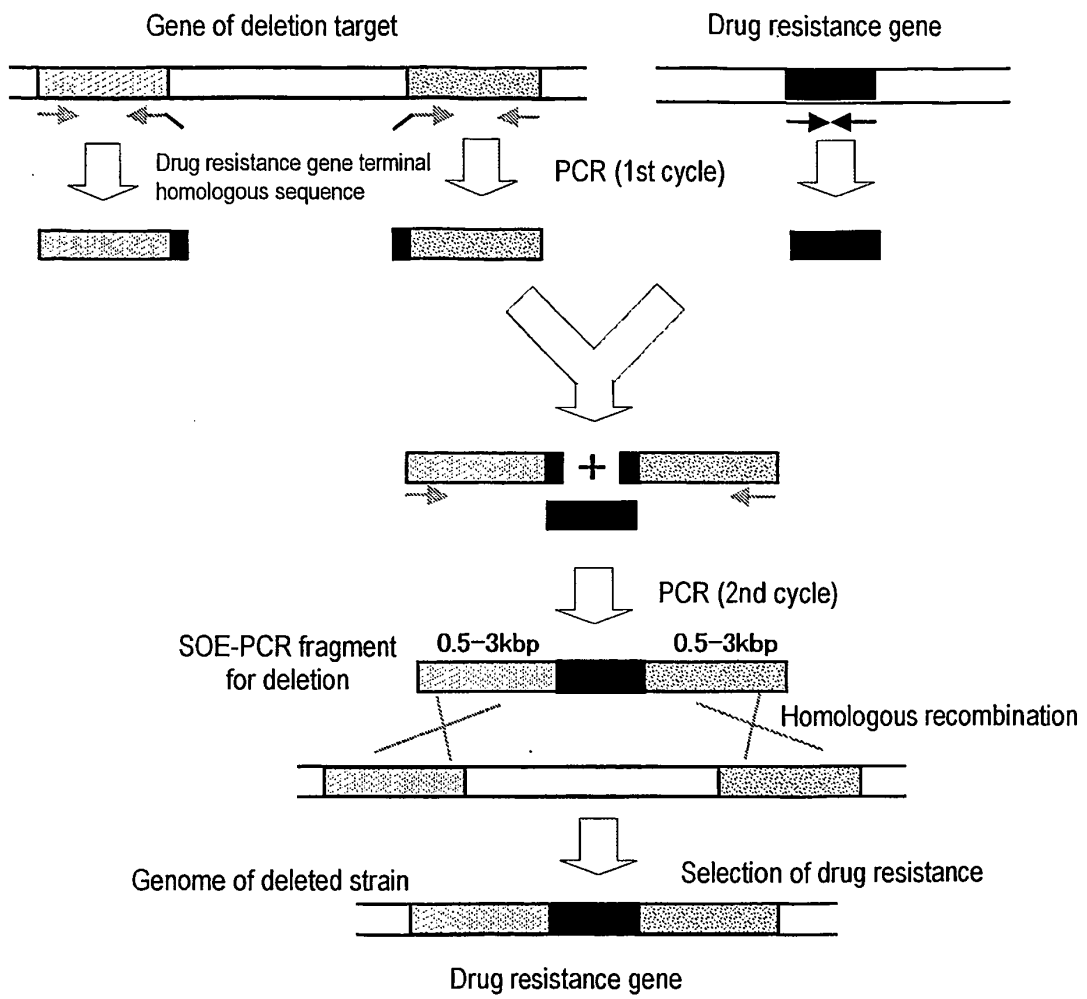 Gene of deletion target
Drug resistance gene
Drug resistance gene terminal
homologous sequence
PCR (1st cycle)
+
PCR (2nd cycle)
SOE-PCR fragment
for deletion
0.5-3kbp
0.5-3kbp
Homologous recombination
Genome of deleted strain
Selection of drug resistance
Drug resistance gene